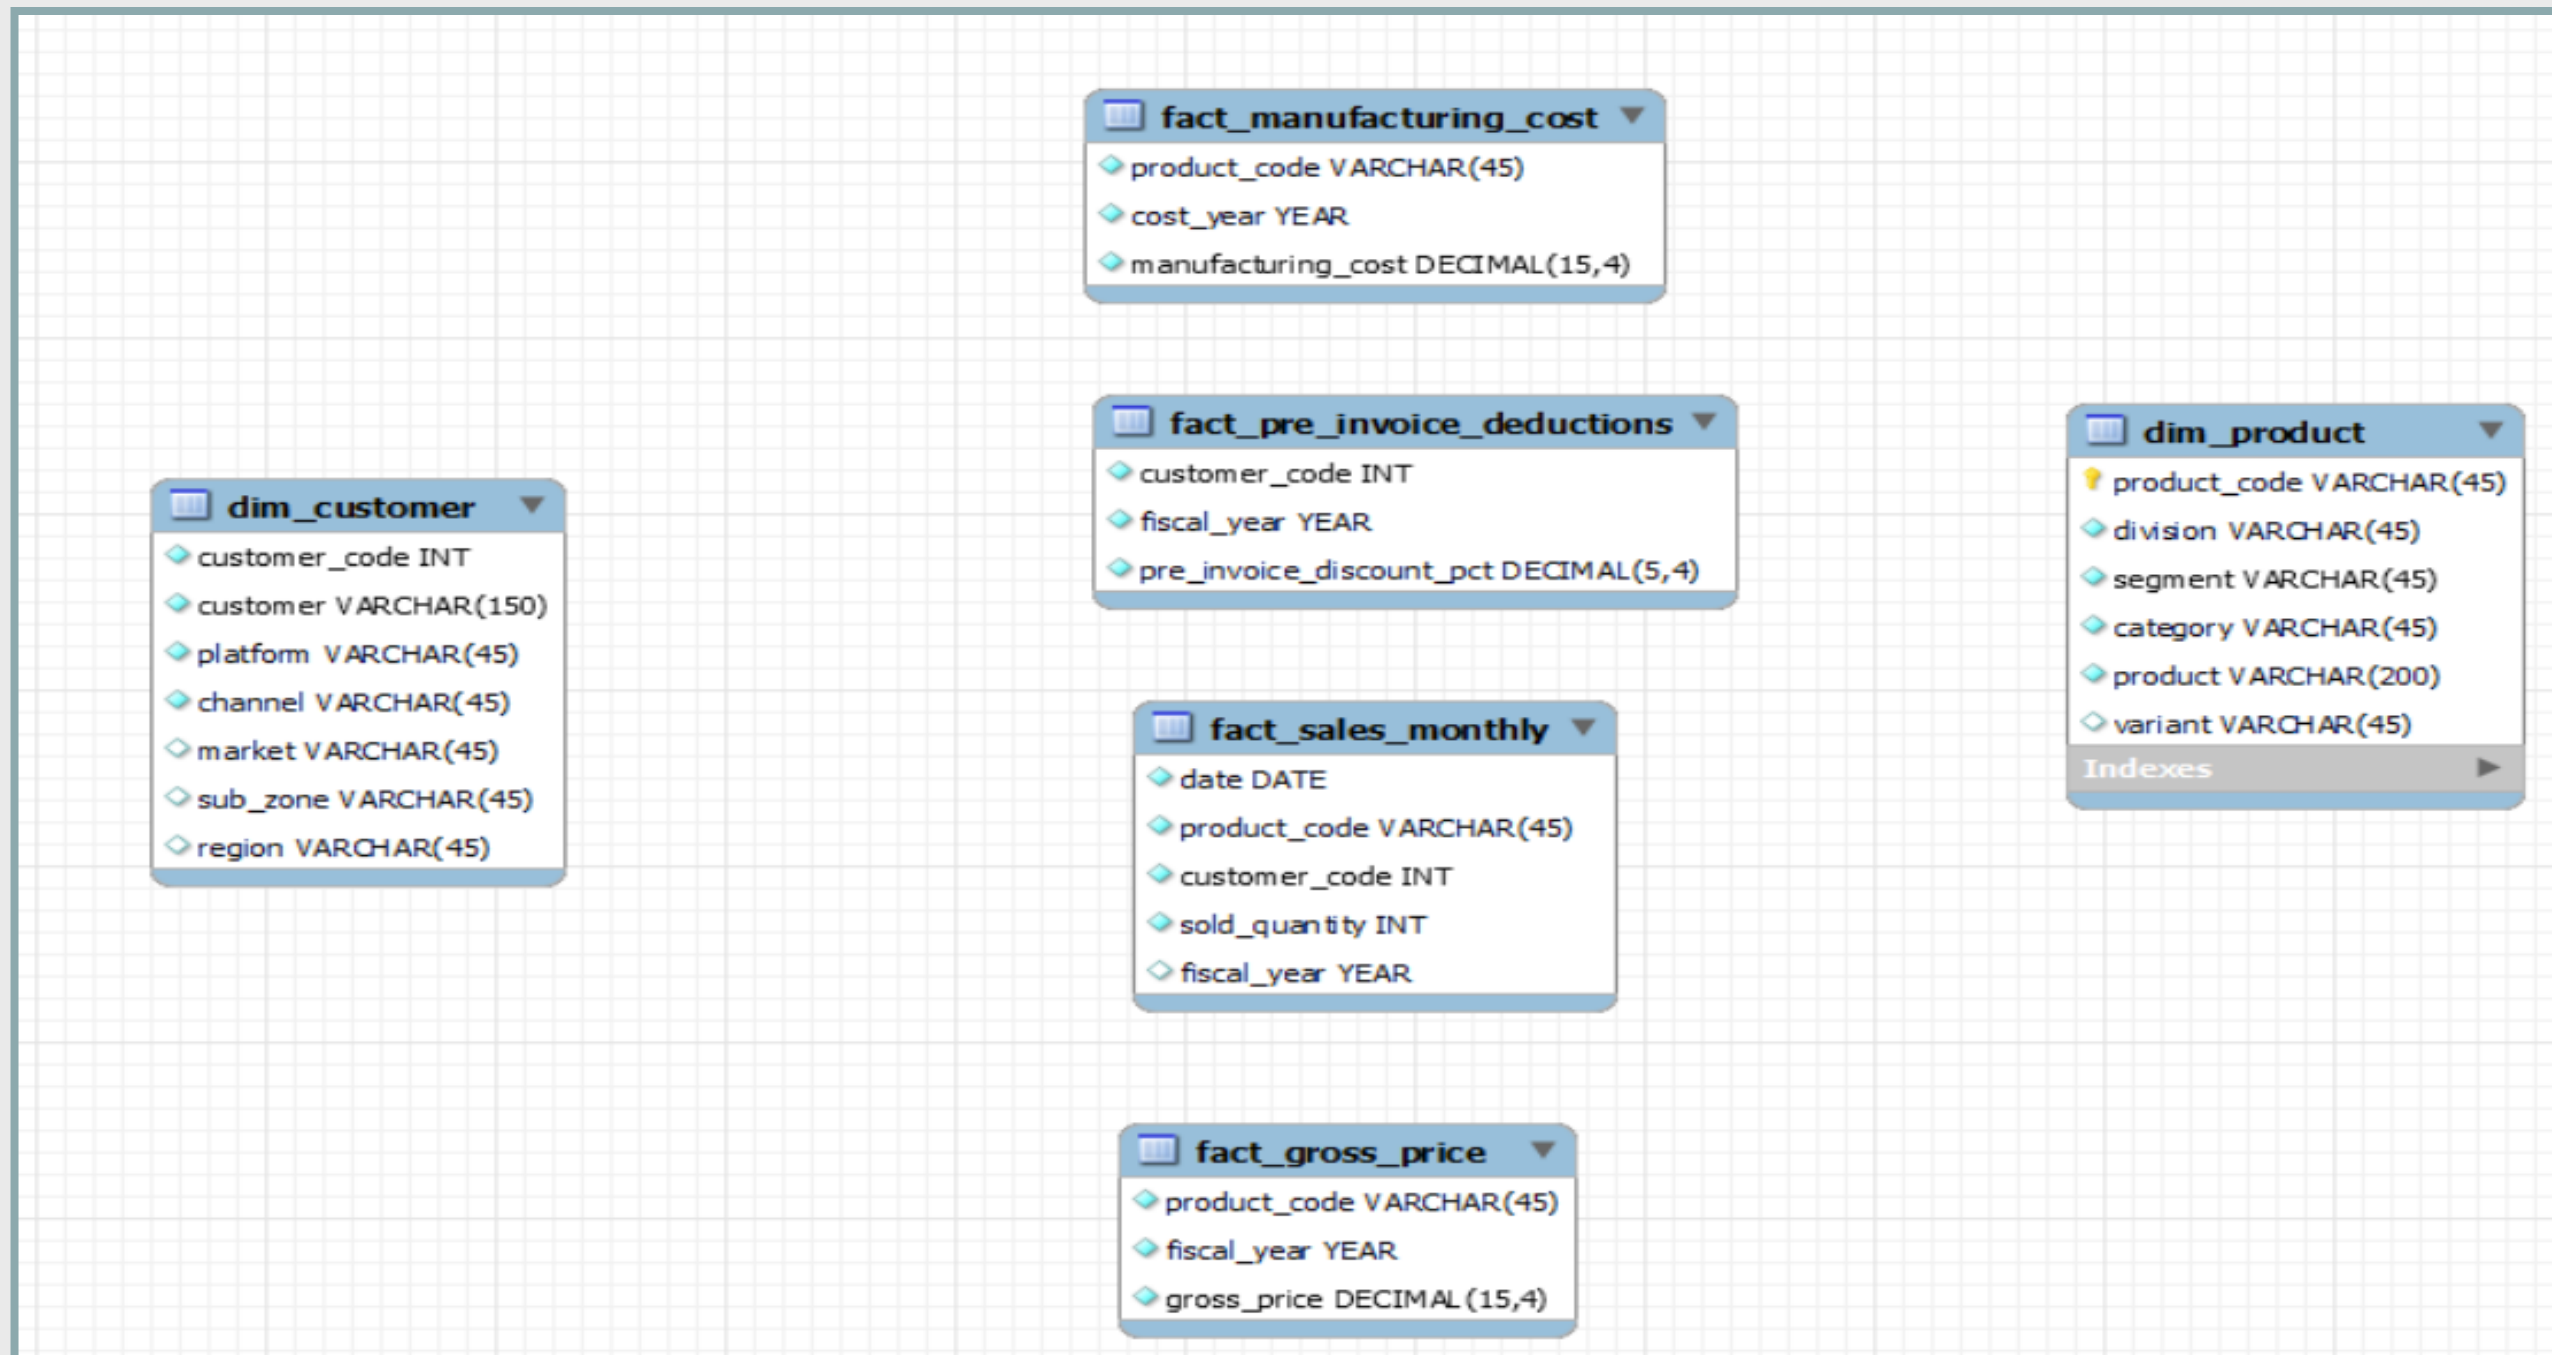 fact_manufacturing_cost
product_code VARCHAR(45)
cost_year YEAR
manufacturing_cost DECIMAL(15,4)
fact_pre_invoice_deductions
customer_code INT
fiscal_year YEAR
pre_invoice_discount_pct DECIMAL(5,4)
dim_product
product_code VARCHAR(45)
division VARCHAR(45)
segment VARCHAR(45)
category VARCHAR(45)
product VARCHAR(200)
variant VARCHAR(45)
Indexes
dim_customer
customer_code INT
customer VARCHAR(150)
platform VARCHAR(45)
channel VARCHAR(45)
market VARCHAR(45)
sub_zone VARCHAR(45)
region VARCHAR(45)
fact_sales_monthly
date DATE
product_code VARCHAR(45)
customer_code INT
sold_quantity INT
fiscal_year YEAR
fact_gross_price
product_code VARCHAR(45)
fiscal_year YEAR
gross_price DECIMAL(15,4)